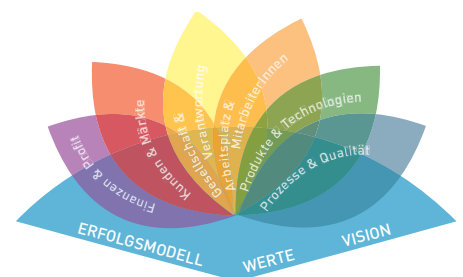 Finanzen & Profit
Kunden & Märkte
Gesellschaft &
Verantwortung
Arbeitsplatz &
MitarbeiterInnen
Produkte & Technologien
Prozesse & Qualität
ERFOLGSMODELL
WERTE
VISION